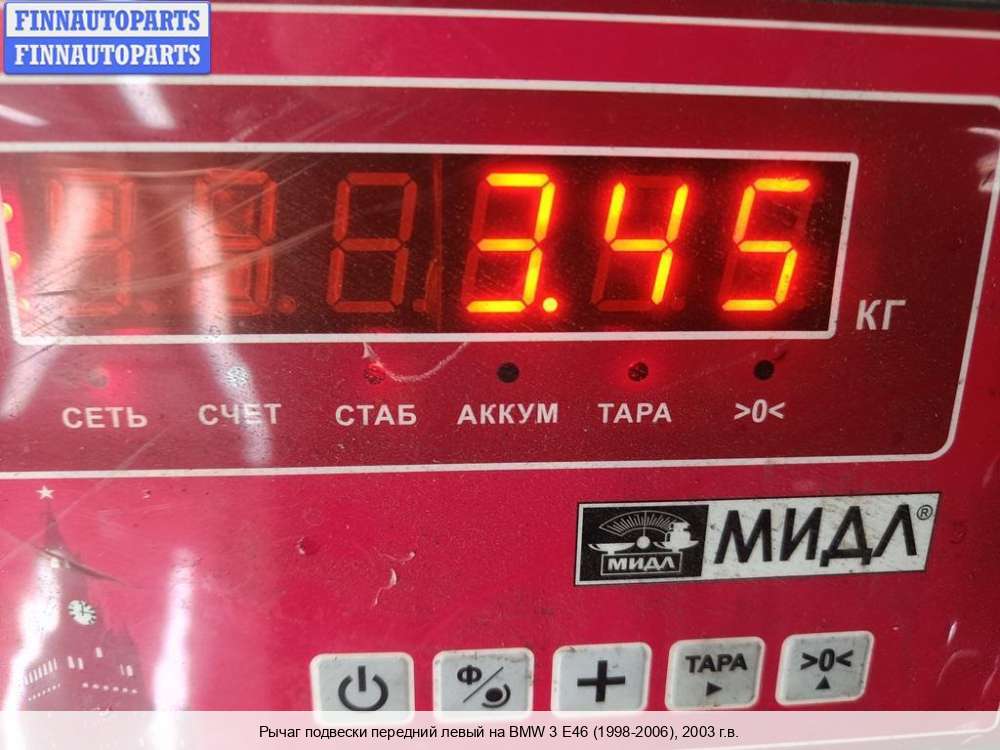 FINNAUTOPARTS
FINNAUTOPARTS
3.45
КГ
СЕТЬ СЧЕТ СТАБ АККУМ ТАРА >0<
МИДЛ МИДЛ®
Ф + ТАРА >0<
Рычаг подвески передний левый на BMW 3 E46 (1998-2006), 2003 г.в.